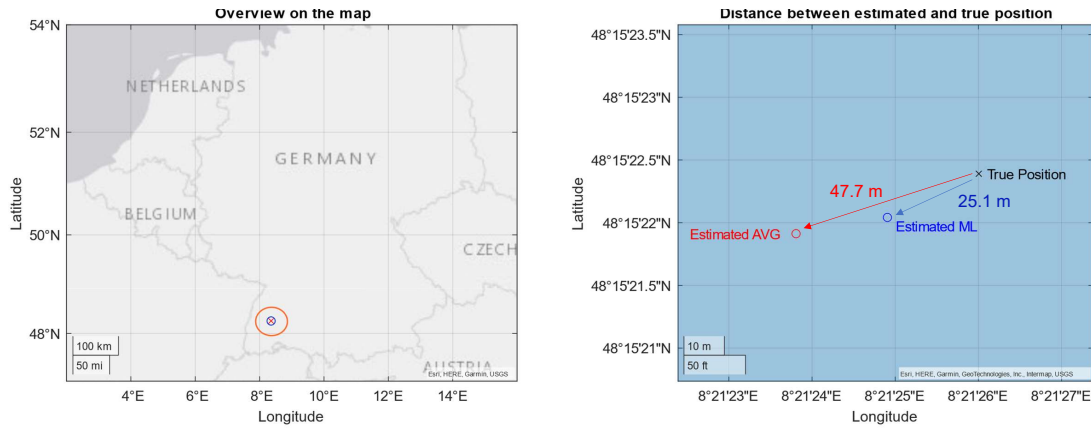 Overview on the map
54°N
52°N
50°N
48°N
Latitude
NETHERLANDS
GERMANY
BELGIUM
CZECH
AUSTRIA
100 km
50 mi
Esri, HERE, Garmin, USGS
4°E
6°E
8°E
10°E
12°E
14°E
Longitude
Distance between estimated and true position
48°15'23.5"N
48°15'23"N
48°15'22.5"N
48°15'22"N
48°15'21.5"N
48°15'21"N
Latitude
True Position
47.7 m
25.1 m
Estimated ML
Estimated AVG
10 m
50 ft
Esri, HERE, Garmin, GeoTechnologies, Inc., Intermap, USGS
8°21'23"E
8°21'24"E
8°21'25"E
8°21'26"E
8°21'27"E
Longitude